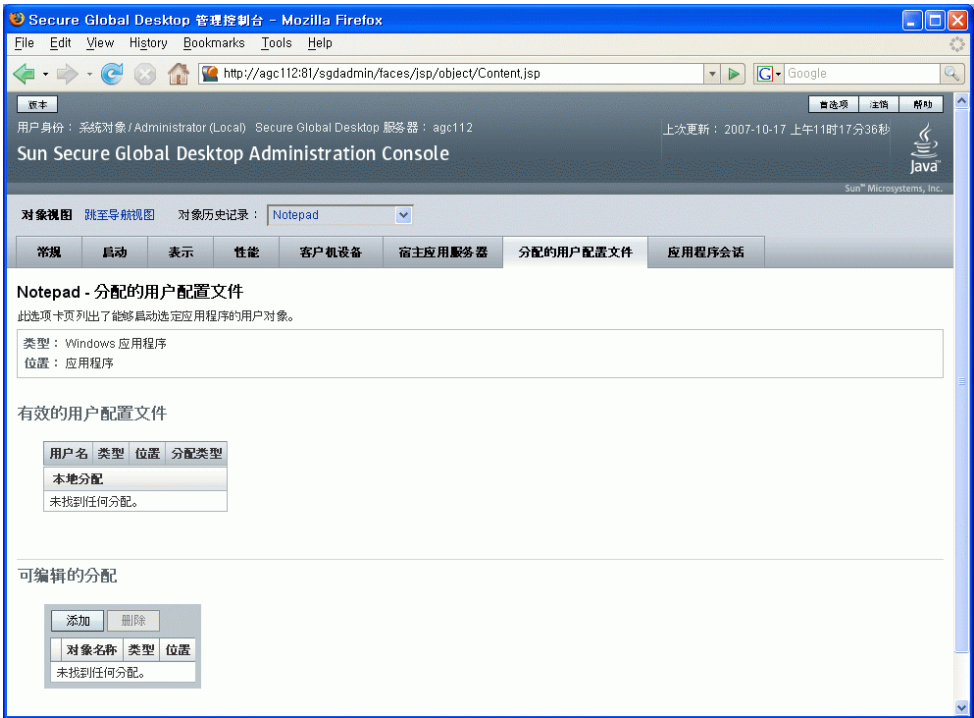 Secure Global Desktop 管理控制台 - Mozilla Firefox
File Edit View History Bookmarks Tools Help
http://agc112:81/sgdadmin/faces/jsp/object/Content.jsp
Google
版本
首选项 注销 帮助
用户身份： 系统对象/Administrator (Local) Secure Global Desktop 服务器： agc112
上次更新： 2007-10-17 上午11时17分36秒
Sun Secure Global Desktop Administration Console
Java™
Sun™ Microsystems, Inc.
对象视图 跳至导航视图 对象历史记录： Notepad
常规 启动 表示 性能 客户机设备 宿主应用服务器 分配的用户配置文件 应用程序会话
Notepad - 分配的用户配置文件
此选项卡页列出了能够启动选定应用程序的用户对象。
类型： Windows 应用程序
位置： 应用程序
有效的用户配置文件
用户名 类型 位置 分配类型
本地分配
未找到任何分配。
可编辑的分配
添加 删除
对象名称 类型 位置
未找到任何分配。